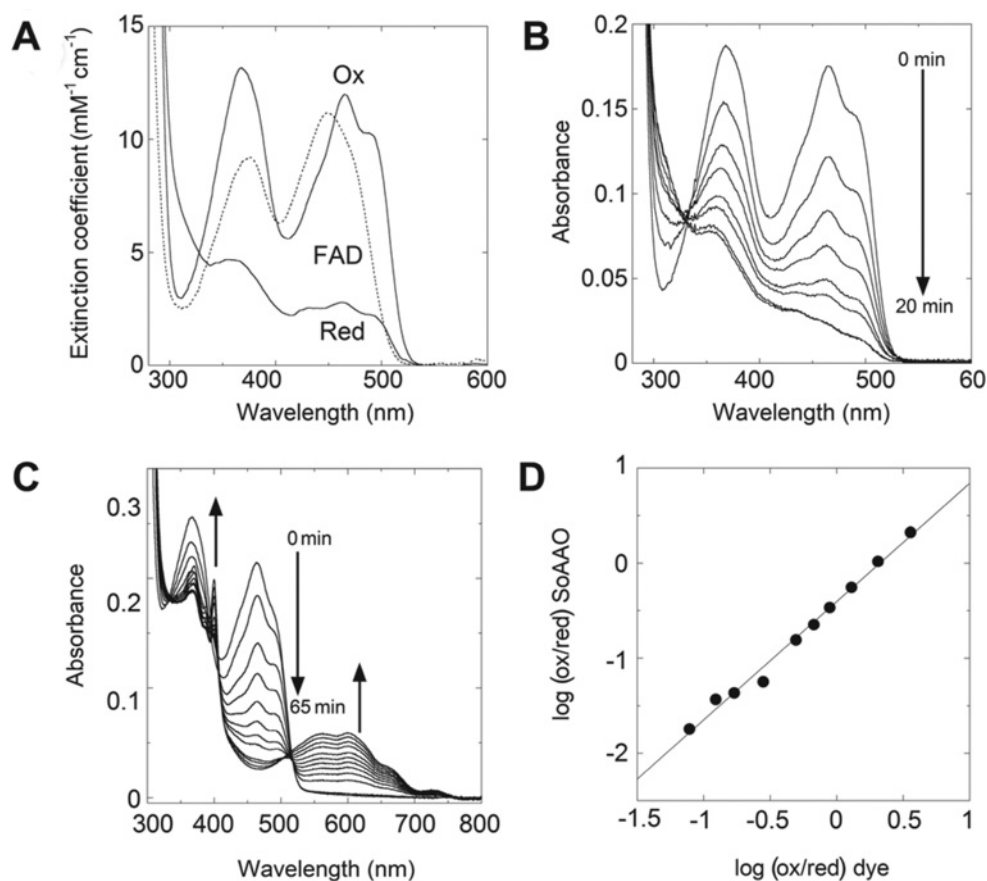 A
15
10
5
0
Extinction coefficient (mM⁻¹ cm⁻¹)
Ox
FAD
Red
300 400 500 600
Wavelength (nm)
B
0.2
0.15
0.1
0.05
0
Absorbance
0 min
20 min
300 400 500 60
Wavelength (nm)
C
0.3
0.2
0.1
0
Absorbance
0 min
65 min
300 400 500 600 700 800
Wavelength (nm)
D
1
0
-1
-2
log (ox/red) SoAAO
-1.5 -1 -0.5 0 0.5 1
log (ox/red) dye